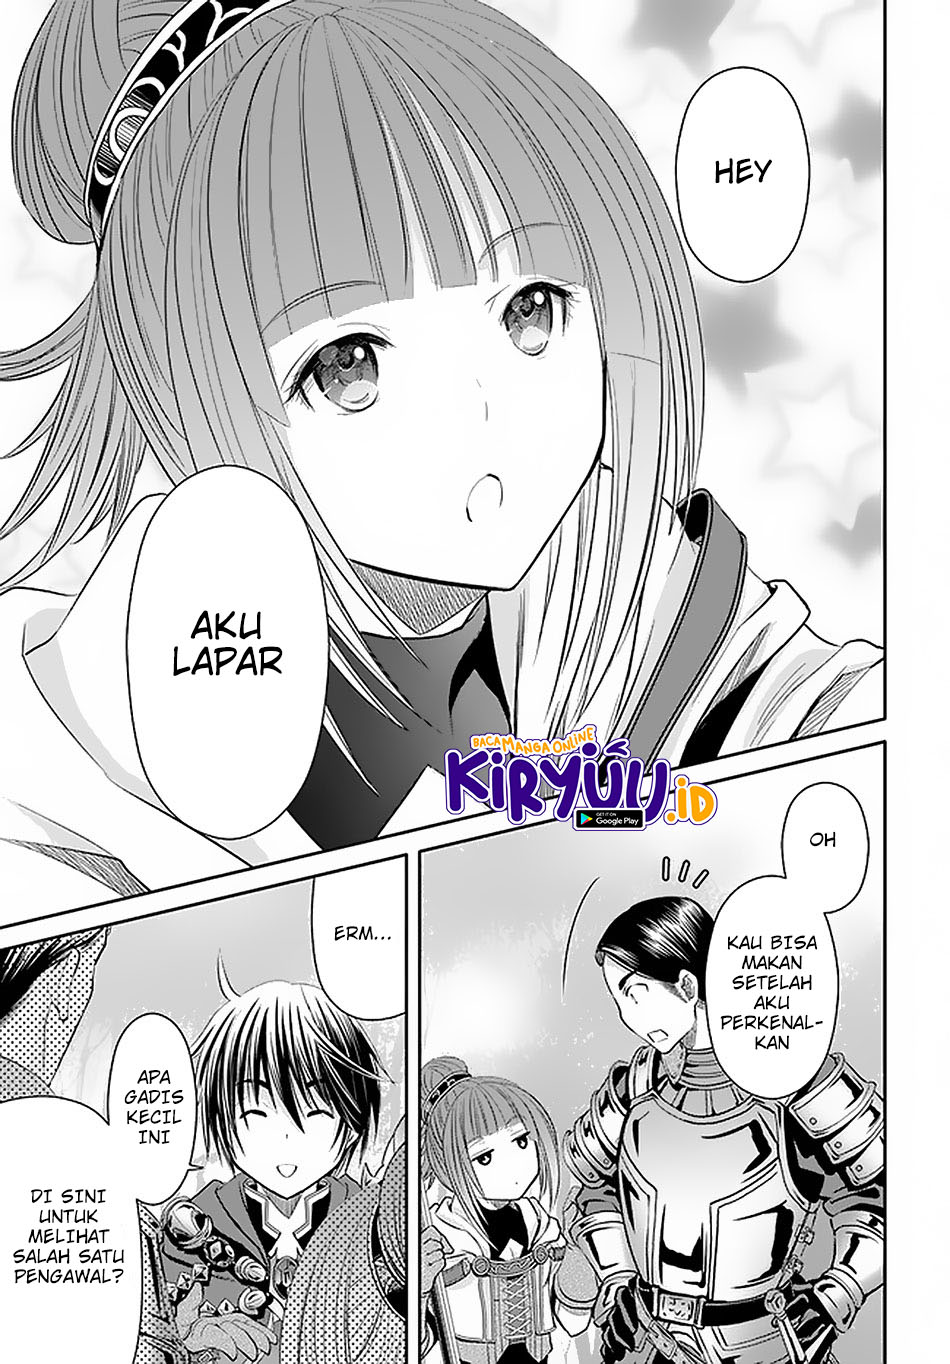 HEY
AKU
LAPAR
BACA MANGA ONLINE
KIRYUU.ID
GET IT ON
Google Play
OH
KAU BISA
MAKAN
SETELAH
AKU
PERKENAL-
KAN
ERM...
APA
GADIS
KECIL
INI
DI SINI
UNTUK
MELIHAT
SALAH SATU
PENGAWAL?